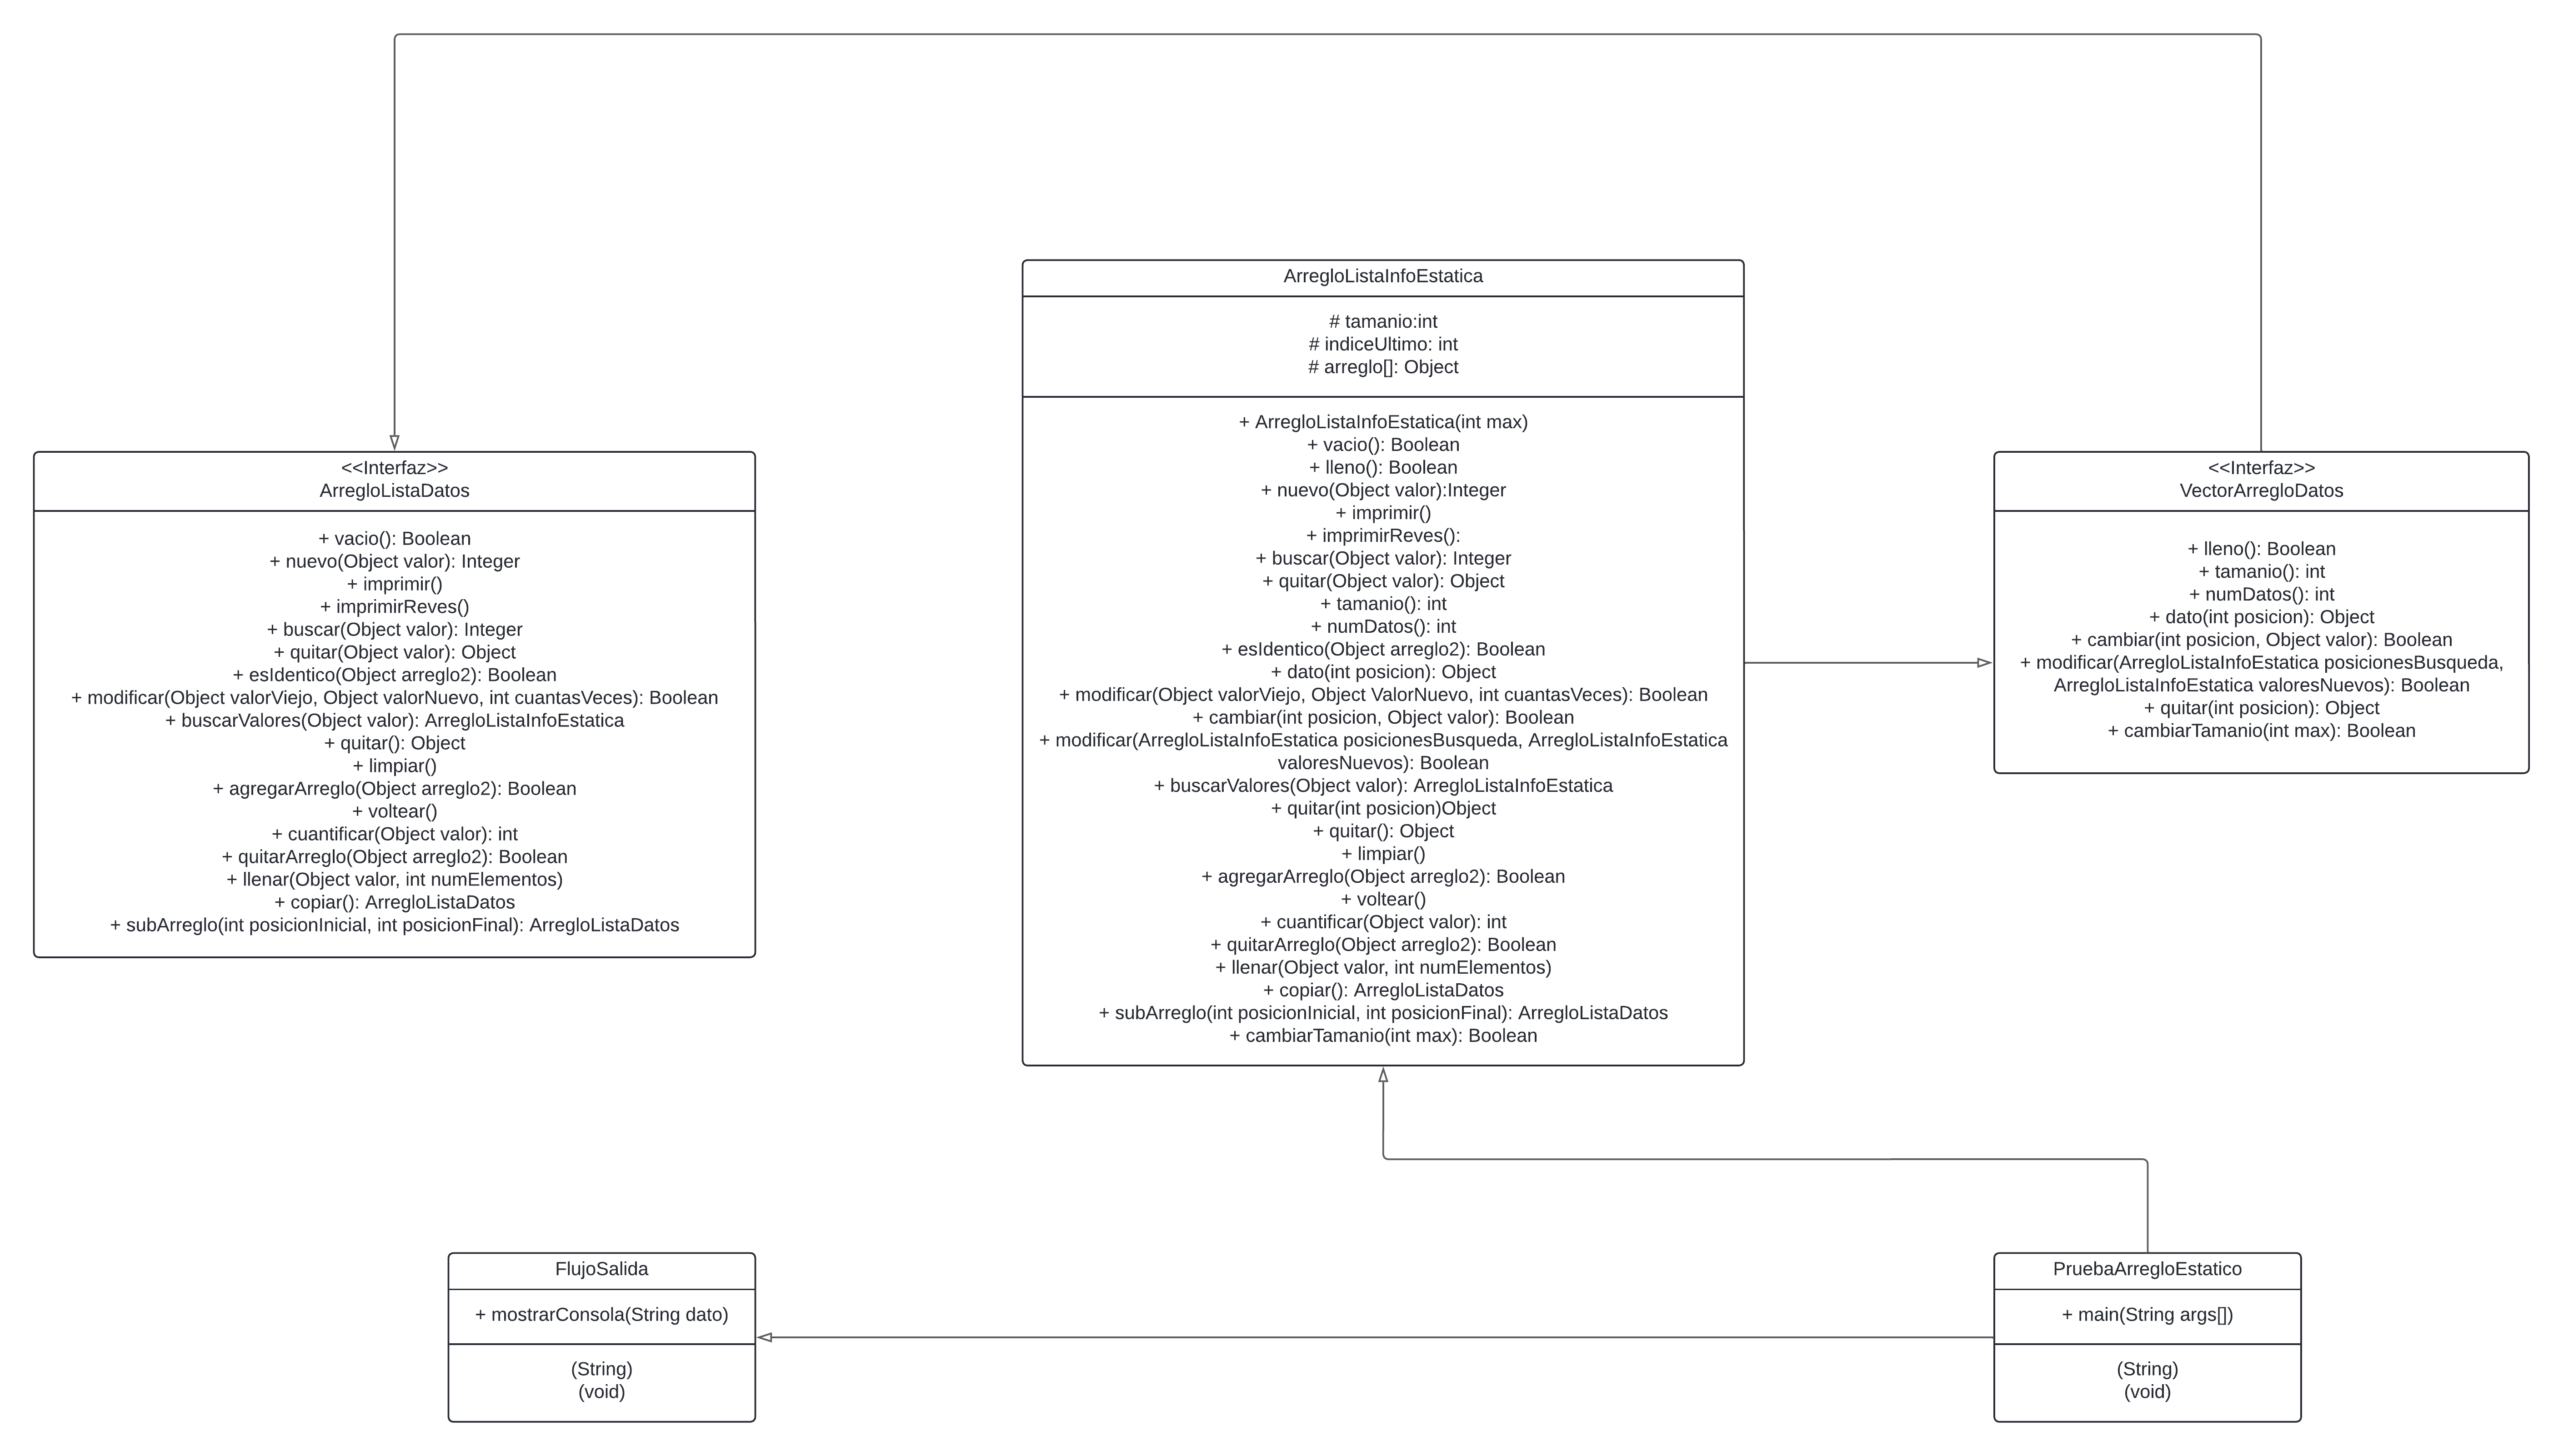 <<Interfaz>>
ArregloListaDatos
+ vacio(): Boolean
+ nuevo(Object valor): Integer
+ imprimir()
+ imprimirReves()
+ buscar(Object valor): Integer
+ quitar(Object valor): Object
+ esIdentico(Object arreglo2): Boolean
+ modificar(Object valorViejo, Object valorNuevo, int cuantasVeces): Boolean
+ buscarValores(Object valor): ArregloListaInfoEstatica
+ quitar(): Object
+ limpiar()
+ agregarArreglo(Object arreglo2): Boolean
+ voltear()
+ cuantificar(Object valor): int
+ quitarArreglo(Object arreglo2): Boolean
+ llenar(Object valor, int numElementos)
+ copiar(): ArregloListaDatos
+ subArreglo(int posicionInicial, int posicionFinal): ArregloListaDatos
ArregloListaInfoEstatica
# tamanio:int
# indiceUltimo: int
# arreglo[]: Object
+ ArregloListaInfoEstatica(int max)
+ vacio(): Boolean
+ lleno(): Boolean
+ nuevo(Object valor):Integer
+ imprimir()
+ imprimirReves():
+ buscar(Object valor): Integer
+ quitar(Object valor): Object
+ tamanio(): int
+ numDatos(): int
+ esIdentico(Object arreglo2): Boolean
+ dato(int posicion): Object
+ modificar(Object valorViejo, Object ValorNuevo, int cuantasVeces): Boolean
+ cambiar(int posicion, Object valor): Boolean
+ modificar(ArregloListaInfoEstatica posicionesBusqueda, ArregloListaInfoEstatica
valoresNuevos): Boolean
+ buscarValores(Object valor): ArregloListaInfoEstatica
+ quitar(int posicion)Object
+ quitar(): Object
+ limpiar()
+ agregarArreglo(Object arreglo2): Boolean
+ voltear()
+ cuantificar(Object valor): int
+ quitarArreglo(Object arreglo2): Boolean
+ llenar(Object valor, int numElementos)
+ copiar(): ArregloListaDatos
+ subArreglo(int posicionInicial, int posicionFinal): ArregloListaDatos
+ cambiarTamanio(int max): Boolean
<<Interfaz>>
VectorArregloDatos
+ lleno(): Boolean
+ tamanio(): int
+ numDatos(): int
+ dato(int posicion): Object
+ cambiar(int posicion, Object valor): Boolean
+ modificar(ArregloListaInfoEstatica posicionesBusqueda,
ArregloListaInfoEstatica valoresNuevos): Boolean
+ quitar(int posicion): Object
+ cambiarTamanio(int max): Boolean
FlujoSalida
+ mostrarConsola(String dato)
(String)
(void)
PruebaArregloEstatico
+ main(String args[])
(String)
(void)